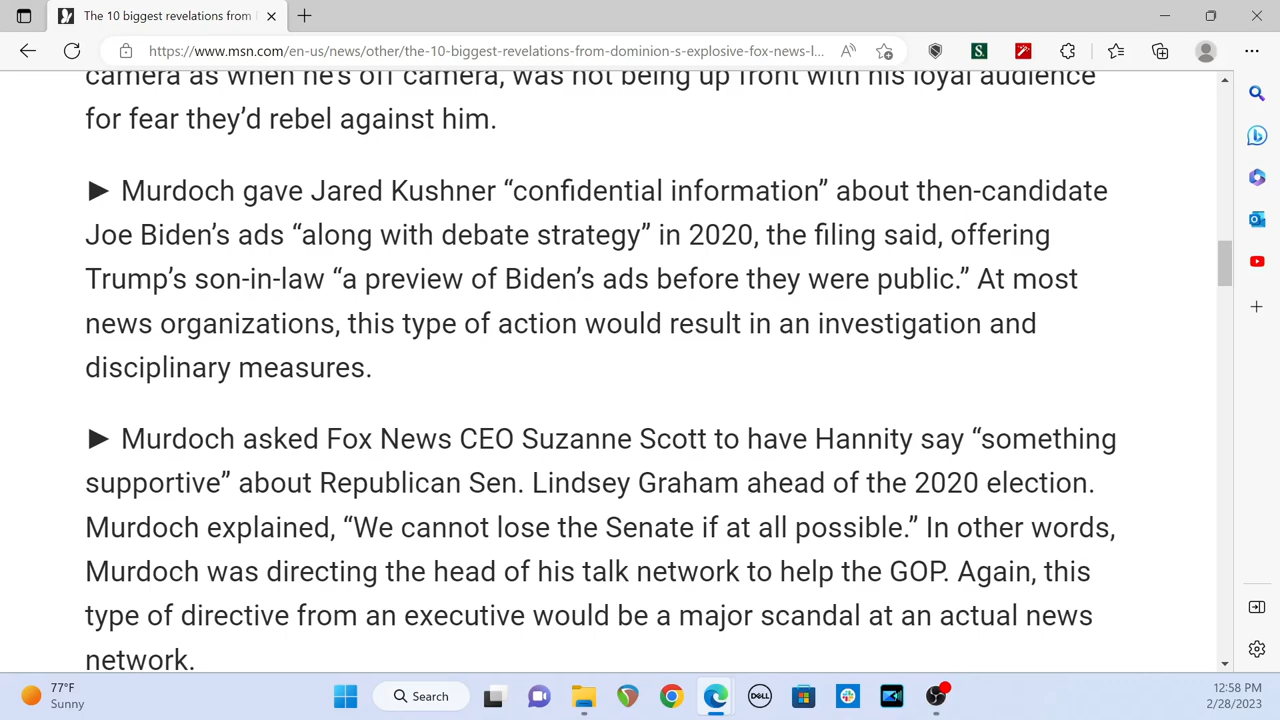 The 10 biggest revelations from
https://www.msn.com/en-us/news/other/the-10-biggest-revelations-from-dominion-s-explosive-fox-news-l...
camera as when he's off camera, was not being up front with his loyal audience
for fear they’d rebel against him.
► Murdoch gave Jared Kushner “confidential information” about then-candidate
Joe Biden’s ads “along with debate strategy” in 2020, the filing said, offering
Trump’s son-in-law “a preview of Biden’s ads before they were public.” At most
news organizations, this type of action would result in an investigation and
disciplinary measures.
► Murdoch asked Fox News CEO Suzanne Scott to have Hannity say “something
supportive” about Republican Sen. Lindsey Graham ahead of the 2020 election.
Murdoch explained, “We cannot lose the Senate if at all possible.” In other words,
Murdoch was directing the head of his talk network to help the GOP. Again, this
type of directive from an executive would be a major scandal at an actual news
network.
77°F
Sunny
Search
DELL
12:58 PM
2/28/2023